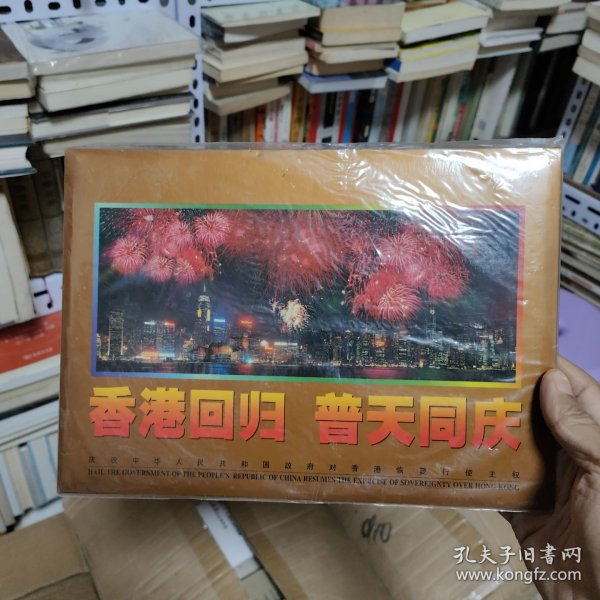 香港回归 普天同庆
庆祝中华人民共和国政府对香港恢复行使主权
HAIL THE GOVERNMENT OF THE PEOPLE'S REPUBLIC OF CHINA RESUMES THE EXERCISE OF SOVEREIGNTY OVER HONG KONG
孔夫子旧书网
www.kongfz.com